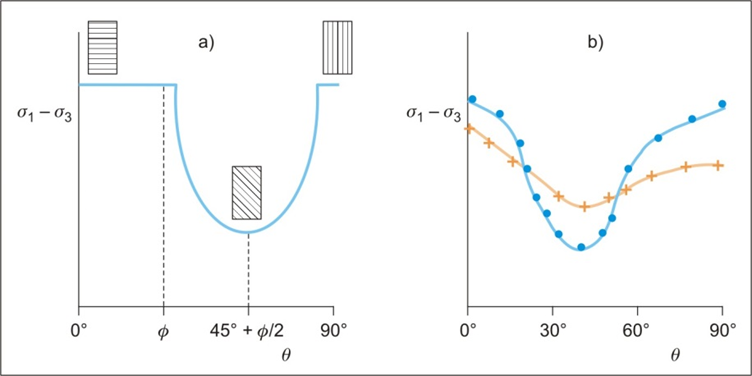 a)
σ₁ – σ₃
0° ϕ 45° + ϕ/2 90°
θ
b)
σ₁ – σ₃
0° 30° 60° 90°
θ